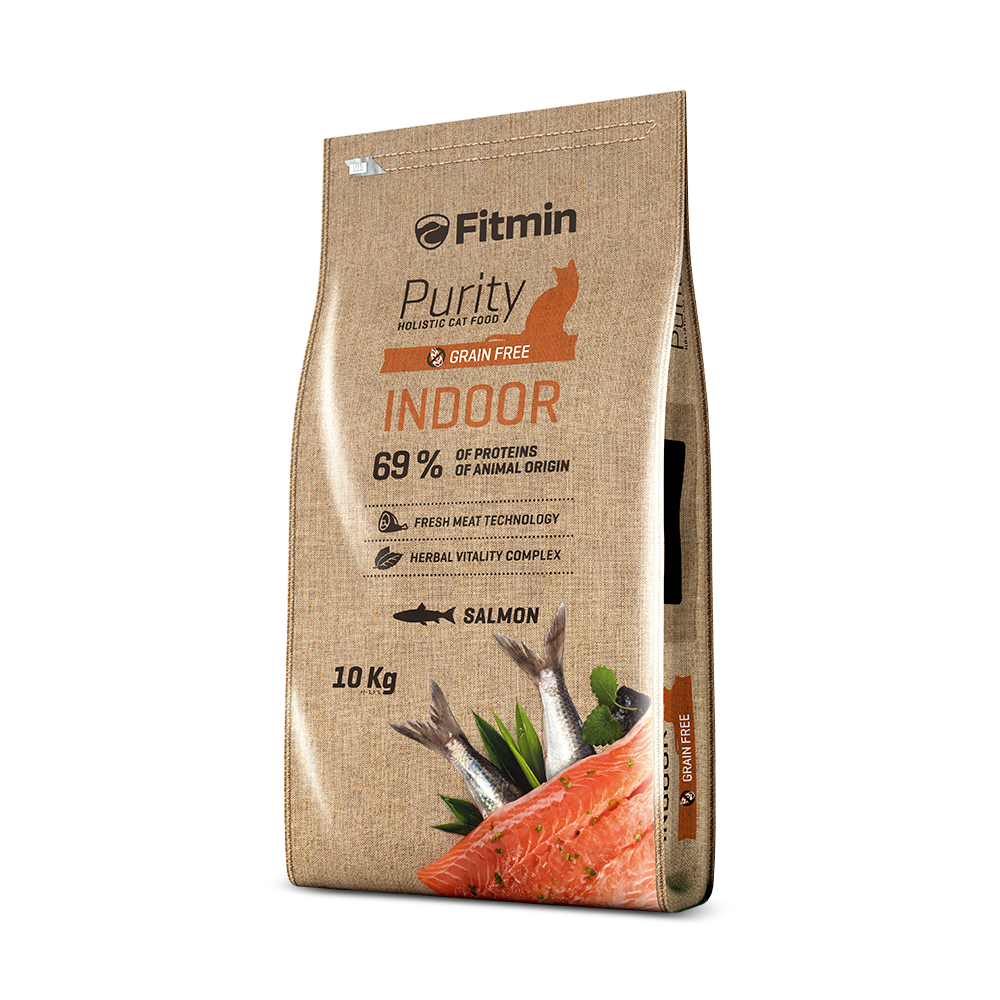 Fitmin
Purity
HOLISTIC CAT FOOD
GRAIN FREE
INDOOR
69 % OF PROTEINS
OF ANIMAL ORIGIN
FRESH MEAT TECHNOLOGY
HERBAL VITALITY COMPLEX
SALMON
10 Kg
Purity
INDOOR
GRAIN FREE